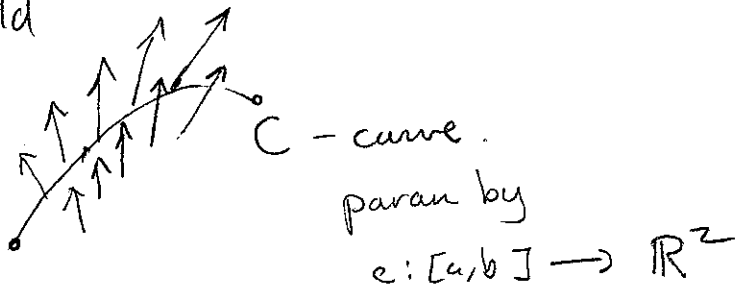 ld
C - curve.
param by
c: [a,b] → ℝ²